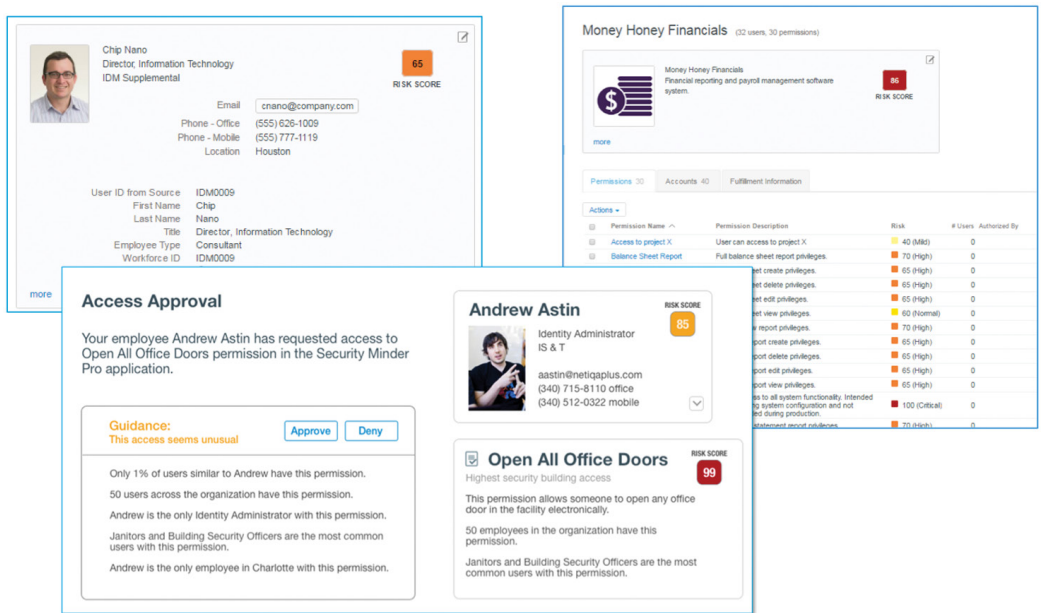 Chip Nano
Director, Information Technology
IDM Supplemental
65
RISK SCORE
Email cnano@company.com
Phone - Office (555) 626-1009
Phone - Mobile (555) 777-1119
Location Houston
User ID from Source IDM0009
First Name Chip
Last Name Nano
Title Director, Information Technology
Employee Type Consultant
Workforce ID IDM0009
more
Money Honey Financials (32 users, 30 permissions)
Money Honey Financials
Financial reporting and payroll management software
system.
86
RISK SCORE
more
Permissions 30 Accounts 40 Fulfillment Information
Actions
Permission Name Permission Description Risk # Users Authorized By
Access to project X User can access to project X 40 (Mild) 0
Balance Sheet Report Full balance sheet report privileges. 70 (High) 0
eet create privileges. 65 (High) 0
eet delete privileges. 65 (High) 0
eet edit privileges. 65 (High) 0
eet view privileges. 60 (Normal) 0
w report privileges. 70 (High) 0
eport create privileges. 65 (High) 0
eport delete privileges. 65 (High) 0
eport edit privileges. 65 (High) 0
eport view privileges. 65 (High) 0
ss to all system functionality. Intended
ng system configuration and not
ed during production. 100 (Critical) 0
statement report privileges. 70 (High) 0
Access Approval
Your employee Andrew Astin has requested access to
Open All Office Doors permission in the Security Minder
Pro application.
Guidance:
This access seems unusual
Approve Deny
Only 1% of users similar to Andrew have this permission.
50 users across the organization have this permission.
Andrew is the only Identity Administrator with this permission.
Janitors and Building Security Officers are the most common
users with this permission.
Andrew is the only employee in Charlotte with this permission.
Andrew Astin
RISK SCORE
85
Identity Administrator
IS & T
aastin@netiqaplus.com
(340) 715-8110 office
(340) 512-0322 mobile
Open All Office Doors
RISK SCORE
99
Highest security building access
This permission allows someone to open any office
door in the facility electronically.
50 employees in the organization have this
permission.
Janitors and Building Security Officers are the most
common users with this permission.